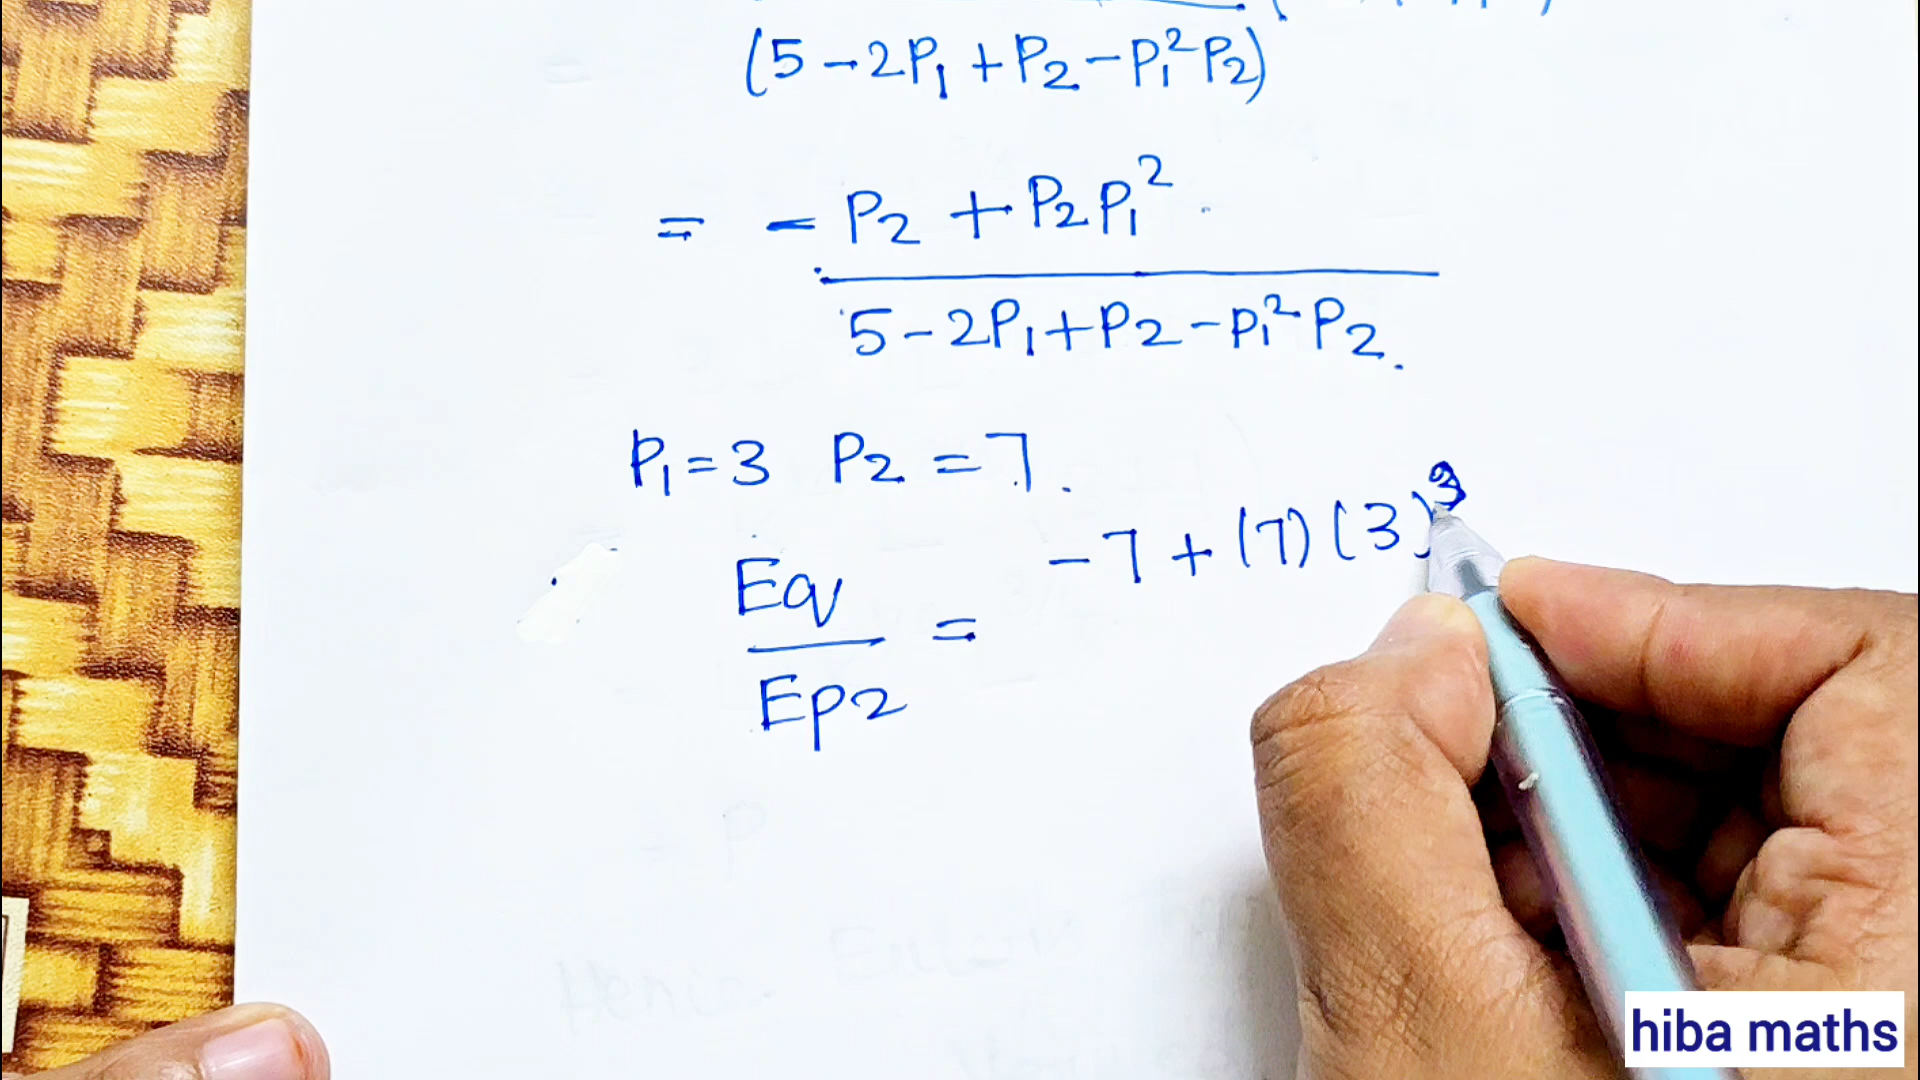 (5-2P₁+P₂-P₁²P₂)
= -P₂+P₂P₁²
5-2P₁+P₂-P₁²P₂.
P₁=3 P₂=7.
Eq/EP2 = -7+(7)(3)
hiba maths